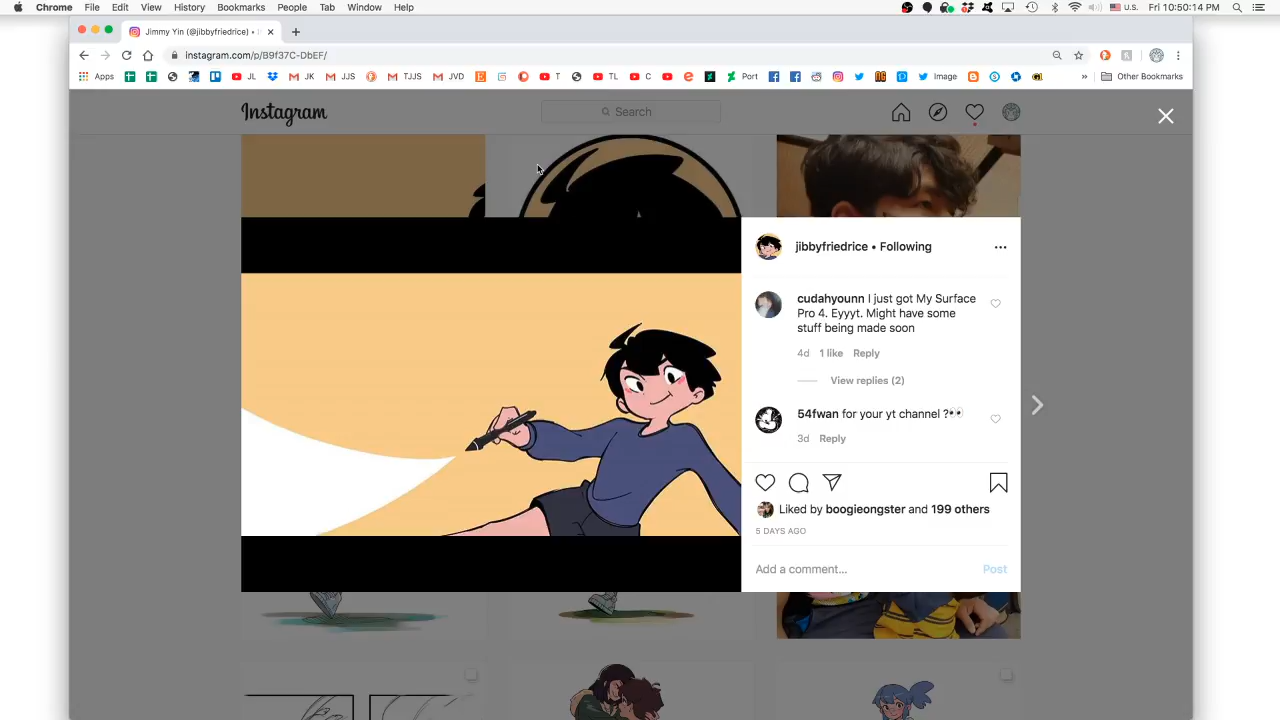 Chrome File Edit View History Bookmarks People Tab Window Help U.S. Fri 10:50:14 PM
Jimmy Yin (@jibbyfriedrice) •
instagram.com/p/B9f37C-DbEF/
Apps JL JK JJS TJJS JVD T TL C Port Image » Other Bookmarks
Instagram
Search
jibbyfriedrice • Following
cudahyounn I just got My Surface
Pro 4. Eyyyt. Might have some
stuff being made soon
4d 1 like Reply
View replies (2)
54fwan for your yt channel ?👀
3d Reply
Liked by boogieongster and 199 others
5 DAYS AGO
Add a comment... Post